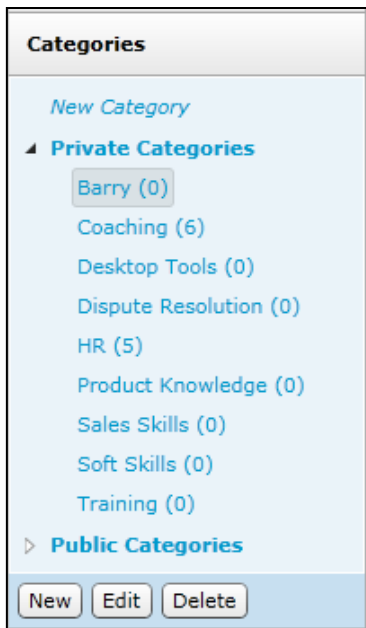 Categories
New Category
Private Categories
Barry (0)
Coaching (6)
Desktop Tools (0)
Dispute Resolution (0)
HR (5)
Product Knowledge (0)
Sales Skills (0)
Soft Skills (0)
Training (0)
Public Categories
New Edit Delete